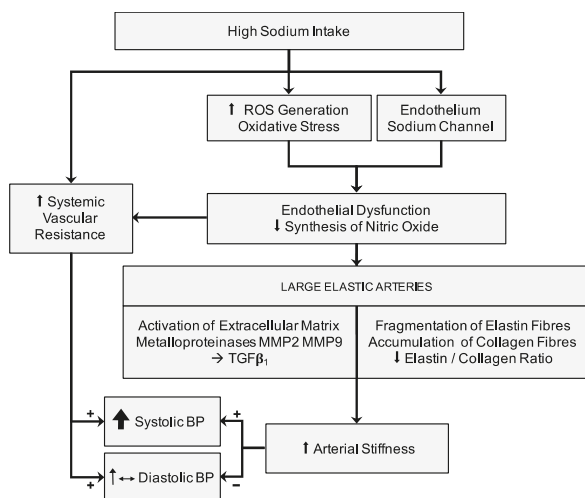 High Sodium Intake
↑ ROS Generation
Oxidative Stress
Endothelium
Sodium Channel
↑ Systemic
Vascular
Resistance
Endothelial Dysfunction
↓ Synthesis of Nitric Oxide
LARGE ELASTIC ARTERIES
Activation of Extracellular Matrix
Metalloproteinases MMP2 MMP9
→ TGFβ₁
Fragmentation of Elastin Fibres
Accumulation of Collagen Fibres
↓ Elastin / Collagen Ratio
+
↑ Systolic BP
+
↑ Arterial Stiffness
+
↑↔ Diastolic BP
−